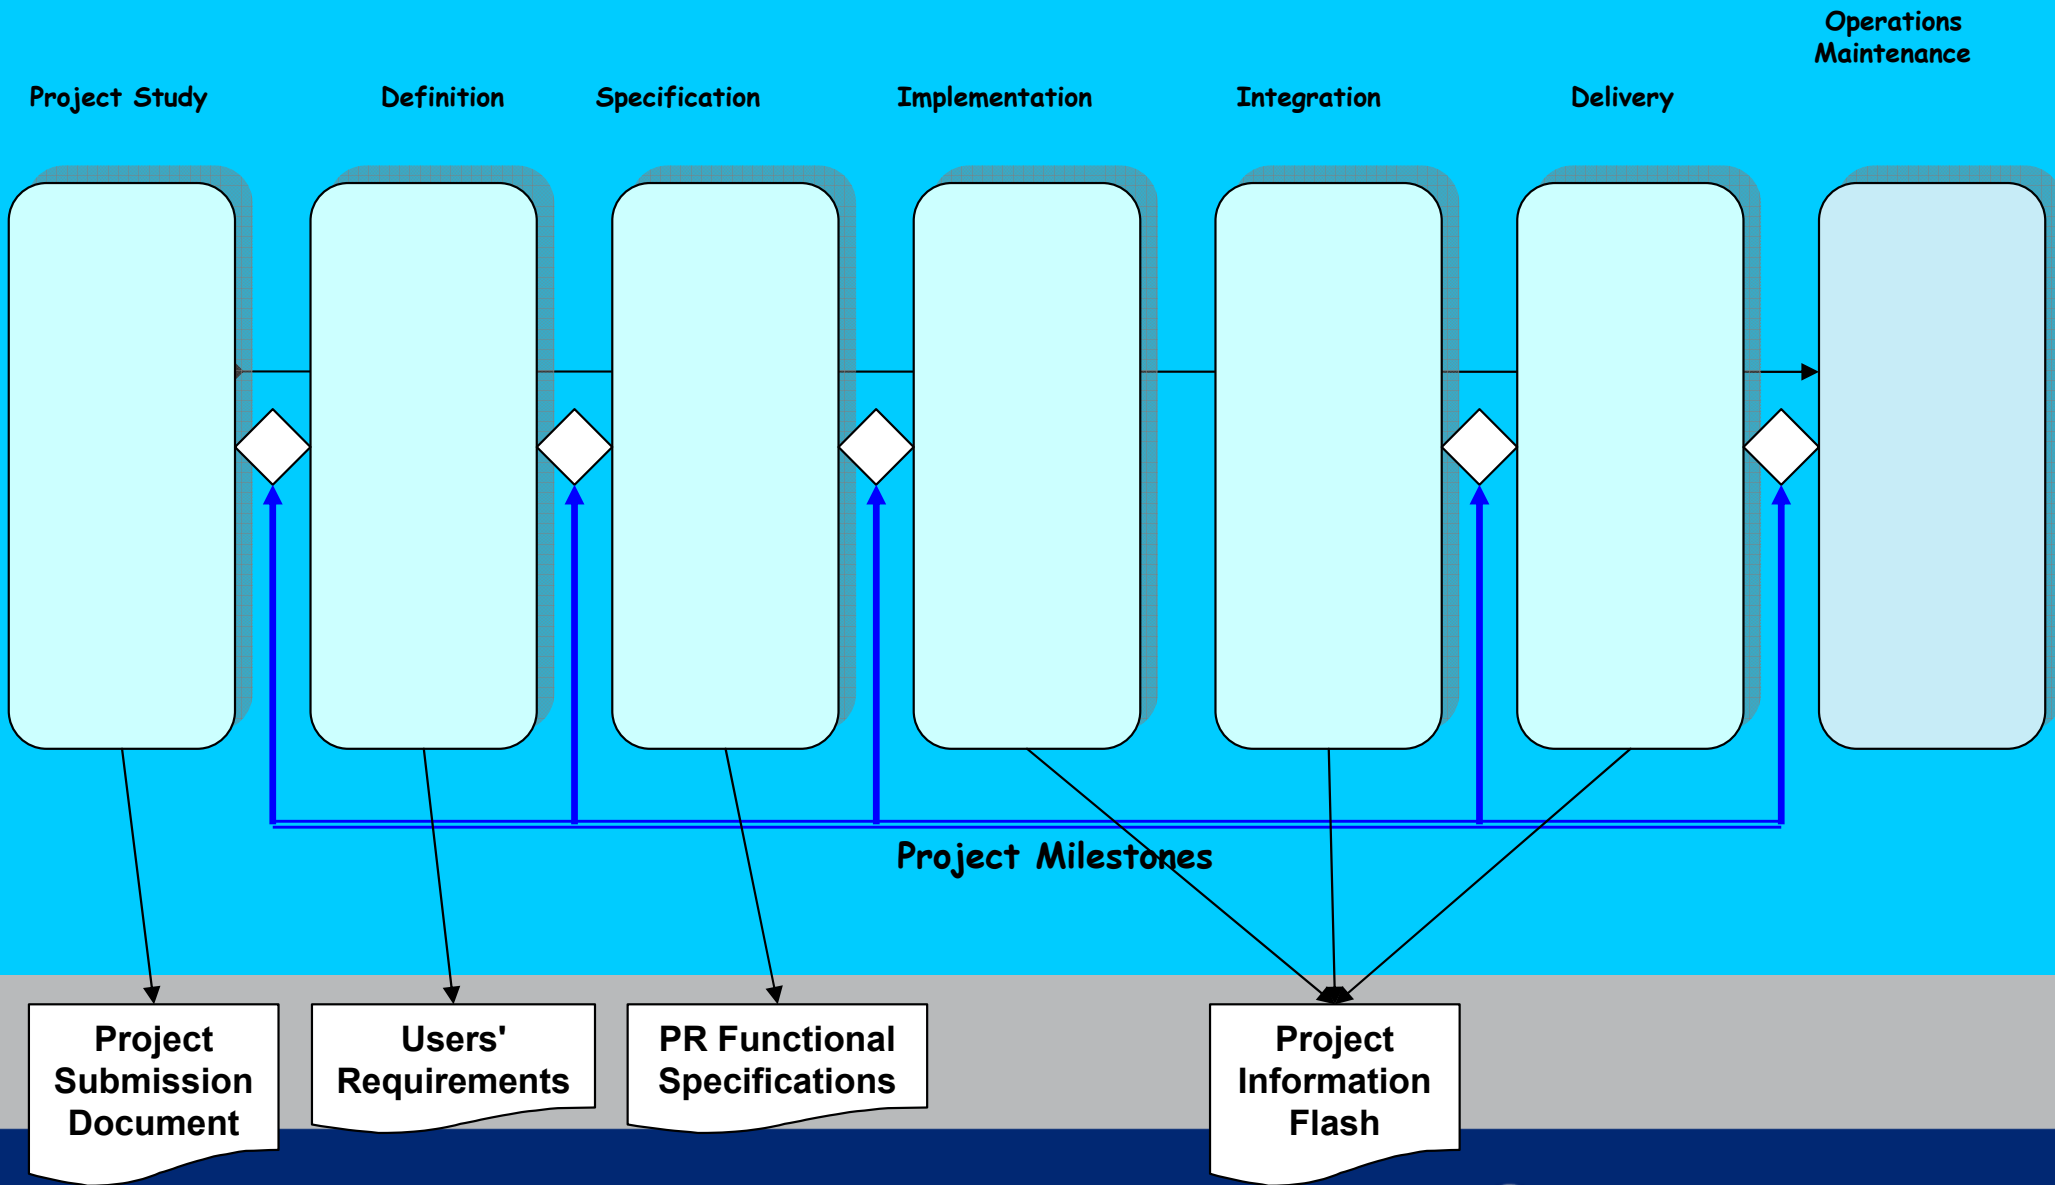 Operations
Maintenance
Project Study
Definition
Specification
Implementation
Integration
Delivery
Project Milestones
Project
Submission
Document
Users'
Requirements
PR Functional
Specifications
Project
Information
Flash